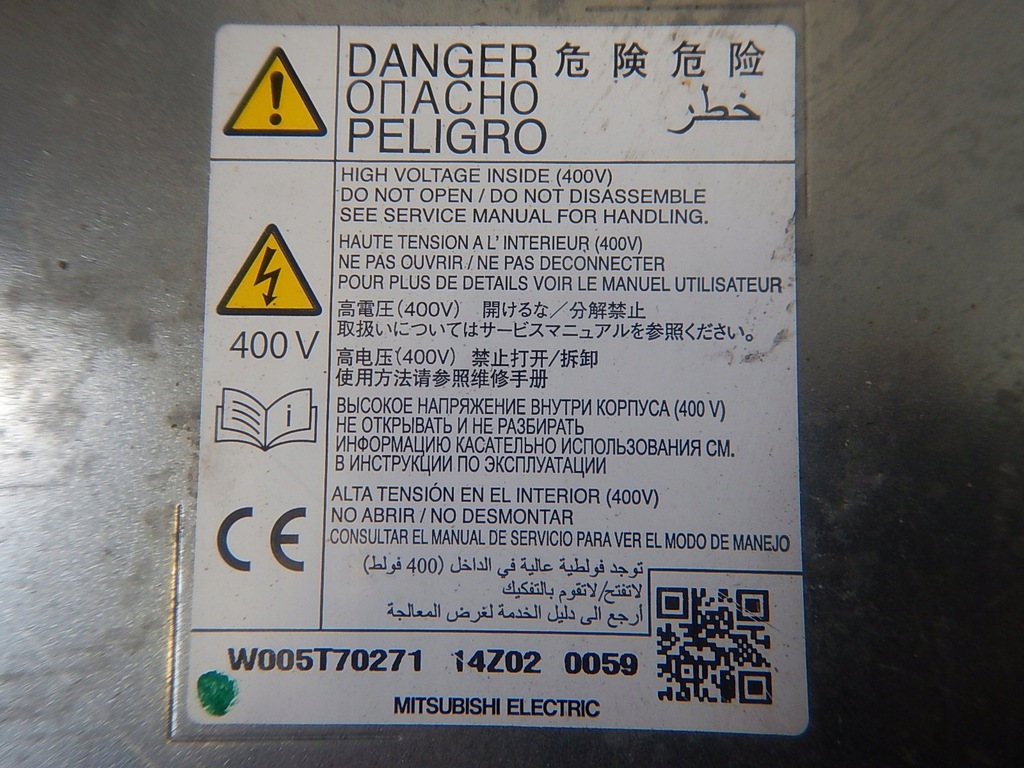 DANGER 危険 危险
ОПАСНО خطر
PELIGRO
HIGH VOLTAGE INSIDE (400V)
DO NOT OPEN / DO NOT DISASSEMBLE
SEE SERVICE MANUAL FOR HANDLING.
HAUTE TENSION A L' INTERIEUR (400V)
NE PAS OUVRIR / NE PAS DECONNECTER
POUR PLUS DE DETAILS VOIR LE MANUEL UTILISATEUR
400 V
高電圧(400V) 開けるな／分解禁止
取扱いについてはサービスマニュアルを参照ください。
高电压(400V) 禁止打开/拆卸
使用方法请参照维修手册
i
ВЫСОКОЕ НАПРЯЖЕНИЕ ВНУТРИ КОРПУСА (400 V)
НЕ ОТКРЫВАТЬ И НЕ РАЗБИРАТЬ
ИНФОРМАЦИЮ КАСАТЕЛЬНО ИСПОЛЬЗОВАНИЯ СМ.
В ИНСТРУКЦИИ ПО ЭКСПЛУАТАЦИИ
CE
ALTA TENSIÓN EN EL INTERIOR (400V)
NO ABRIR / NO DESMONTAR
CONSULTAR EL MANUAL DE SERVICIO PARA VER EL MODO DE MANEJO
توجد فولطية عالية في الداخل (400 فولط)
لاتفتح/لاتقوم بالتفكيك
أرجع الى دليل الخدمة لغرض المعالجة
W005T70271 14Z02 0059
MITSUBISHI ELECTRIC